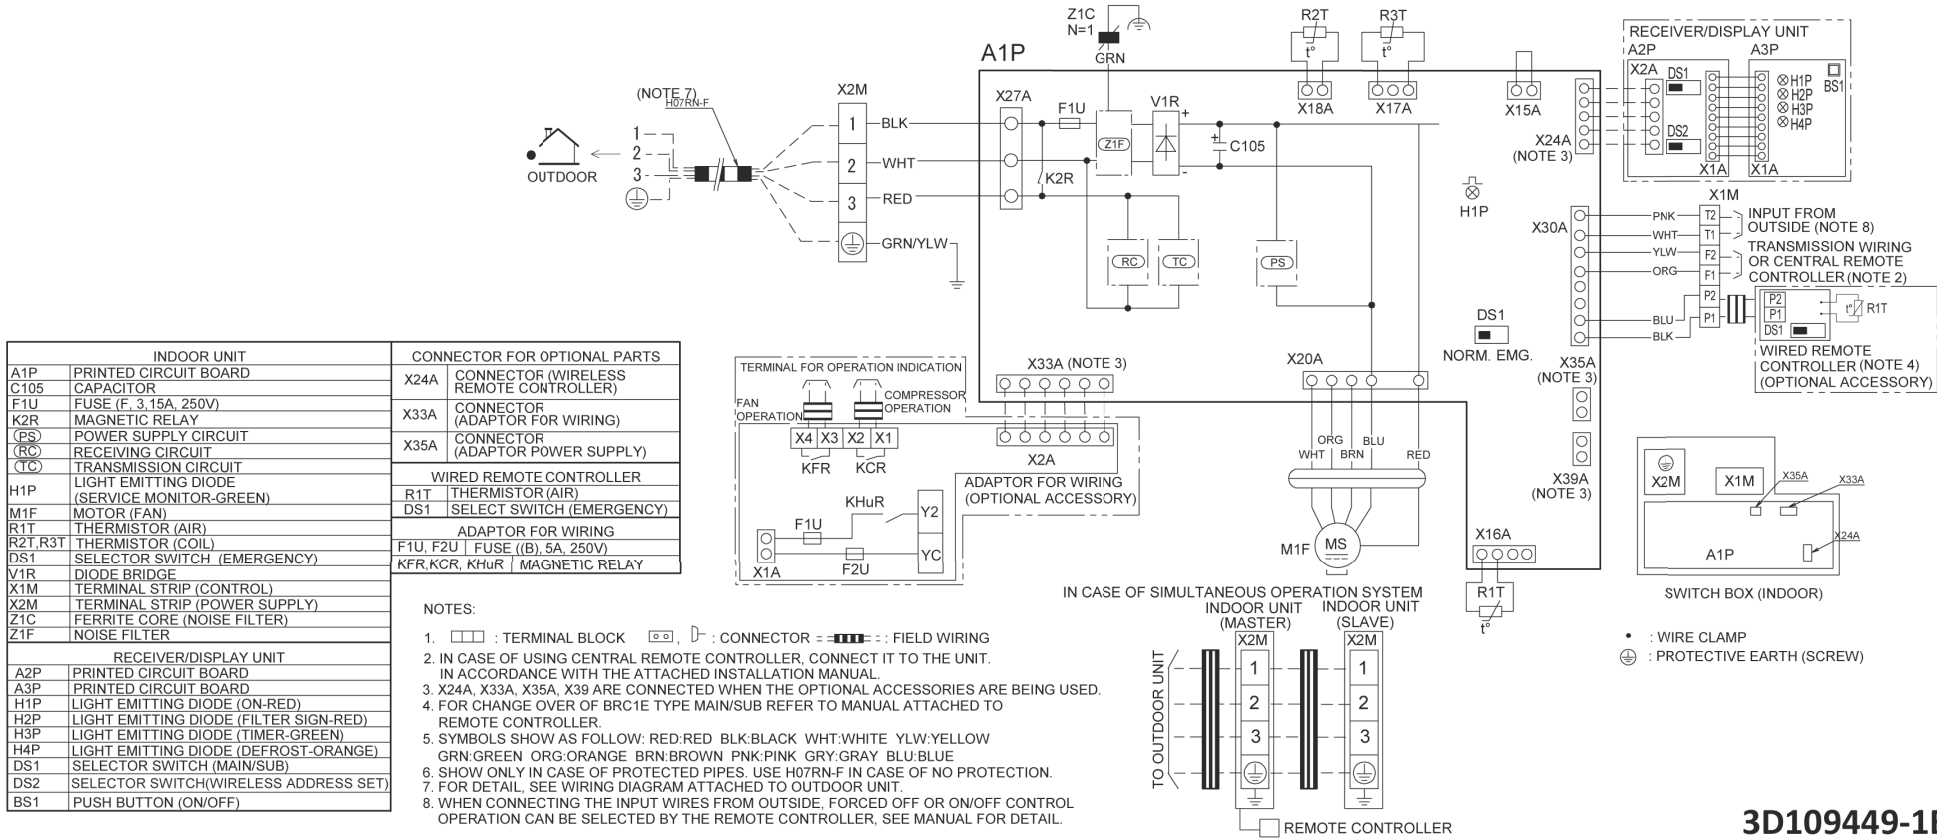 Z1C
N=1
GRN
A1P
R2T
t°
X18A
R3T
t°
X17A
X15A
RECEIVER/DISPLAY UNIT
A2P
A3P
X2A
DS1
DS2
H1P
H2P
H3P
H4P
BS1
X1A
X1A
X24A
(NOTE 3)
(NOTE 7)
H07RN-F
OUTDOOR
1
2
3
X2M
1
2
3
BLK
WHT
RED
GRN/YLW
X27A
F1U
K2R
Z1F
V1R
+
-
+
C105
RC
TC
PS
H1P
DS1
NORM. EMG.
X30A
X1M
PNK
WHT
YLW
ORG
BLU
BLK
T2
T1
F2
F1
P2
P1
INPUT FROM
OUTSIDE (NOTE 8)
TRANSMISSION WIRING
OR CENTRAL REMOTE
CONTROLLER (NOTE 2)
P2
P1
DS1
t°
R1T
WIRED REMOTE
CONTROLLER (NOTE 4)
(OPTIONAL ACCESSORY)
X35A
(NOTE 3)
X39A
(NOTE 3)
X33A (NOTE 3)
X20A
X16A
R1T
t°
WHT
ORG
BRN
BLU
RED
M1F
MS
TERMINAL FOR OPERATION INDICATION
FAN
OPERATION
COMPRESSOR
OPERATION
X4 X3 X2 X1
KFR
KCR
X2A
ADAPTOR FOR WIRING
(OPTIONAL ACCESSORY)
KHuR
F1U
F2U
X1A
Y2
YC
X2M
X1M
X35A
X33A
X24A
A1P
SWITCH BOX (INDOOR)
: WIRE CLAMP
: PROTECTIVE EARTH (SCREW)
IN CASE OF SIMULTANEOUS OPERATION SYSTEM
INDOOR UNIT
(MASTER)
INDOOR UNIT
(SLAVE)
X2M
X2M
TO OUTDOOR UNIT
1
2
3
1
2
3
REMOTE CONTROLLER
INDOOR UNIT
A1P PRINTED CIRCUIT BOARD
C105 CAPACITOR
F1U FUSE (F, 3,15A, 250V)
K2R MAGNETIC RELAY
PS POWER SUPPLY CIRCUIT
RC RECEIVING CIRCUIT
TC TRANSMISSION CIRCUIT
H1P LIGHT EMITTING DIODE
(SERVICE MONITOR-GREEN)
M1F MOTOR (FAN)
R1T THERMISTOR (AIR)
R2T,R3T THERMISTOR (COIL)
DS1 SELECTOR SWITCH (EMERGENCY)
V1R DIODE BRIDGE
X1M TERMINAL STRIP (CONTROL)
X2M TERMINAL STRIP (POWER SUPPLY)
Z1C FERRITE CORE (NOISE FILTER)
Z1F NOISE FILTER
RECEIVER/DISPLAY UNIT
A2P PRINTED CIRCUIT BOARD
A3P PRINTED CIRCUIT BOARD
H1P LIGHT EMITTING DIODE (ON-RED)
H2P LIGHT EMITTING DIODE (FILTER SIGN-RED)
H3P LIGHT EMITTING DIODE (TIMER-GREEN)
H4P LIGHT EMITTING DIODE (DEFROST-ORANGE)
DS1 SELECTOR SWITCH (MAIN/SUB)
DS2 SELECTOR SWITCH(WIRELESS ADDRESS SET)
BS1 PUSH BUTTON (ON/OFF)
CONNECTOR FOR OPTIONAL PARTS
X24A CONNECTOR (WIRELESS
REMOTE CONTROLLER)
X33A CONNECTOR
(ADAPTOR FOR WIRING)
X35A CONNECTOR
(ADAPTOR POWER SUPPLY)
WIRED REMOTE CONTROLLER
R1T THERMISTOR (AIR)
DS1 SELECT SWITCH (EMERGENCY)
ADAPTOR FOR WIRING
F1U, F2U FUSE ((B), 5A, 250V)
KFR,KCR, KHuR MAGNETIC RELAY
NOTES:
1. : TERMINAL BLOCK , : CONNECTOR : FIELD WIRING
2. IN CASE OF USING CENTRAL REMOTE CONTROLLER, CONNECT IT TO THE UNIT.
IN ACCORDANCE WITH THE ATTACHED INSTALLATION MANUAL.
3. X24A, X33A, X35A, X39 ARE CONNECTED WHEN THE OPTIONAL ACCESSORIES ARE BEING USED.
4. FOR CHANGE OVER OF BRC1E TYPE MAIN/SUB REFER TO MANUAL ATTACHED TO
REMOTE CONTROLLER.
5. SYMBOLS SHOW AS FOLLOW: RED:RED BLK:BLACK WHT:WHITE YLW:YELLOW
GRN:GREEN ORG:ORANGE BRN:BROWN PNK:PINK GRY:GRAY BLU:BLUE
6. SHOW ONLY IN CASE OF PROTECTED PIPES. USE H07RN-F IN CASE OF NO PROTECTION.
7. FOR DETAIL, SEE WIRING DIAGRAM ATTACHED TO OUTDOOR UNIT.
8. WHEN CONNECTING THE INPUT WIRES FROM OUTSIDE, FORCED OFF OR ON/OFF CONTROL
OPERATION CAN BE SELECTED BY THE REMOTE CONTROLLER, SEE MANUAL FOR DETAIL.